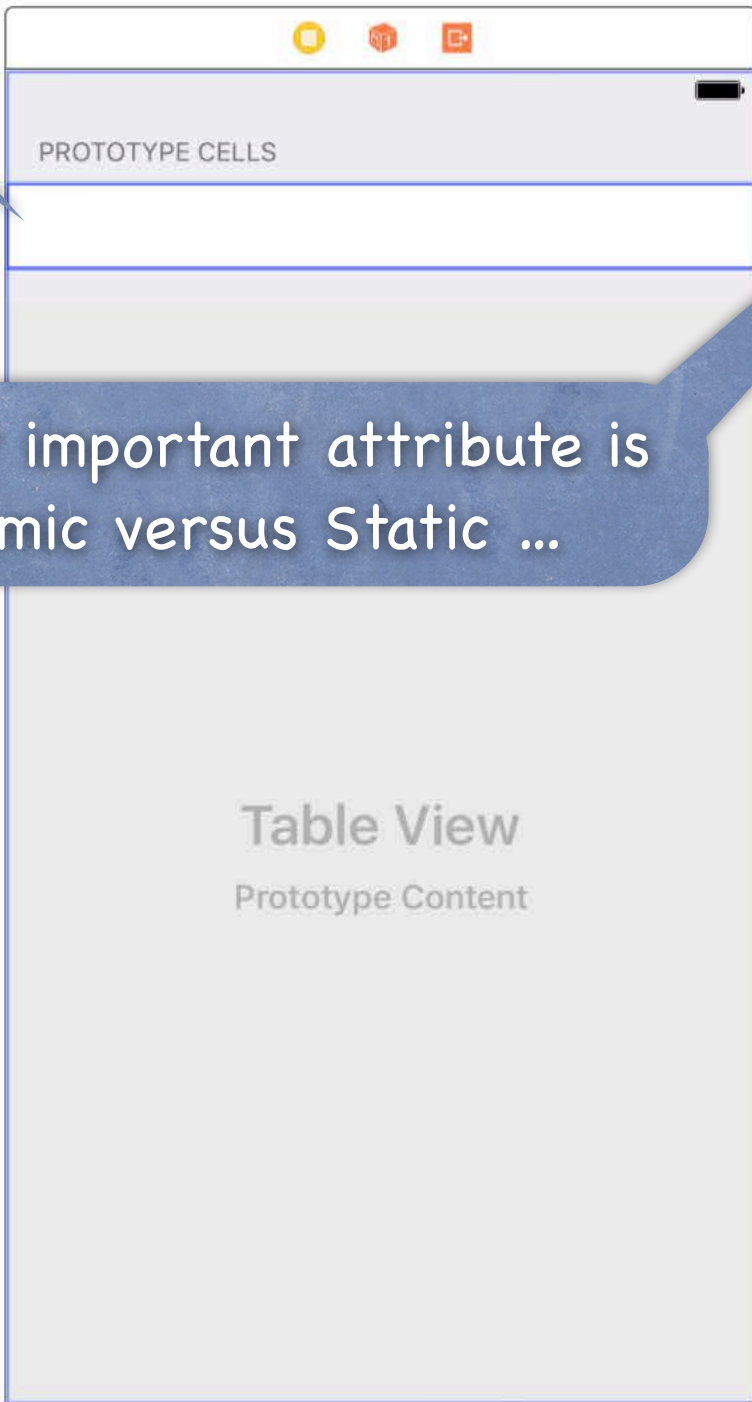 PROTOTYPE CELLS
important attribute is
mic versus Static ...
Table View
Prototype Content